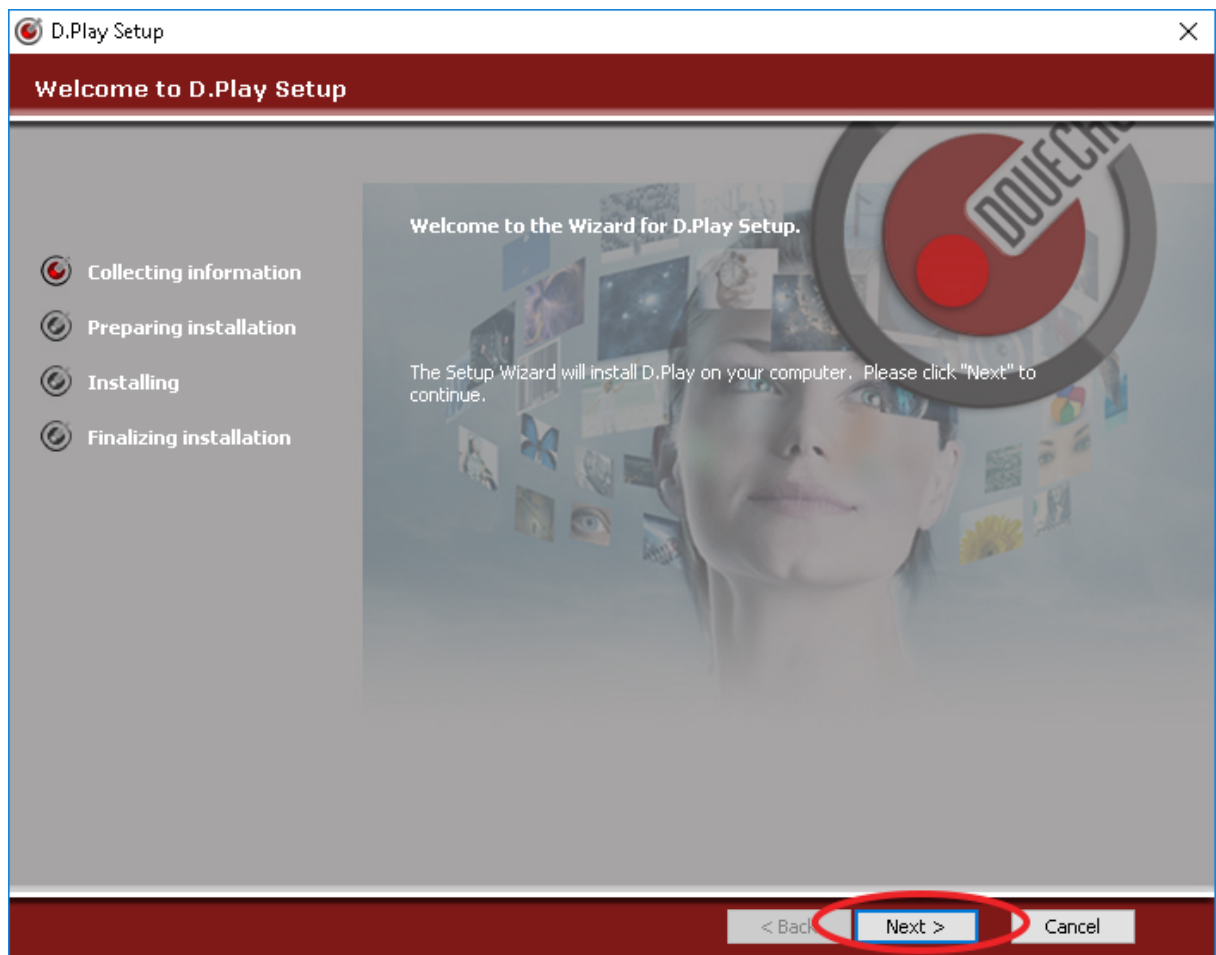 D.Play Setup
Welcome to D.Play Setup
Collecting information
Preparing installation
Installing
Finalizing installation
Welcome to the Wizard for D.Play Setup.
The Setup Wizard will install D.Play on your computer. Please click "Next" to
continue.
< Back
Next >
Cancel